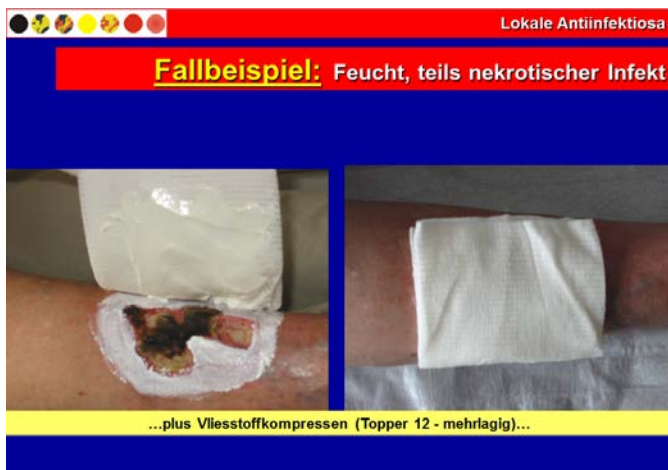 Lokale Antiinfektiosa
Fallbeispiel: Feucht, teils nekrotischer Infekt
...plus Vliesstoffkompressen (Topper 12 - mehrlagig)...